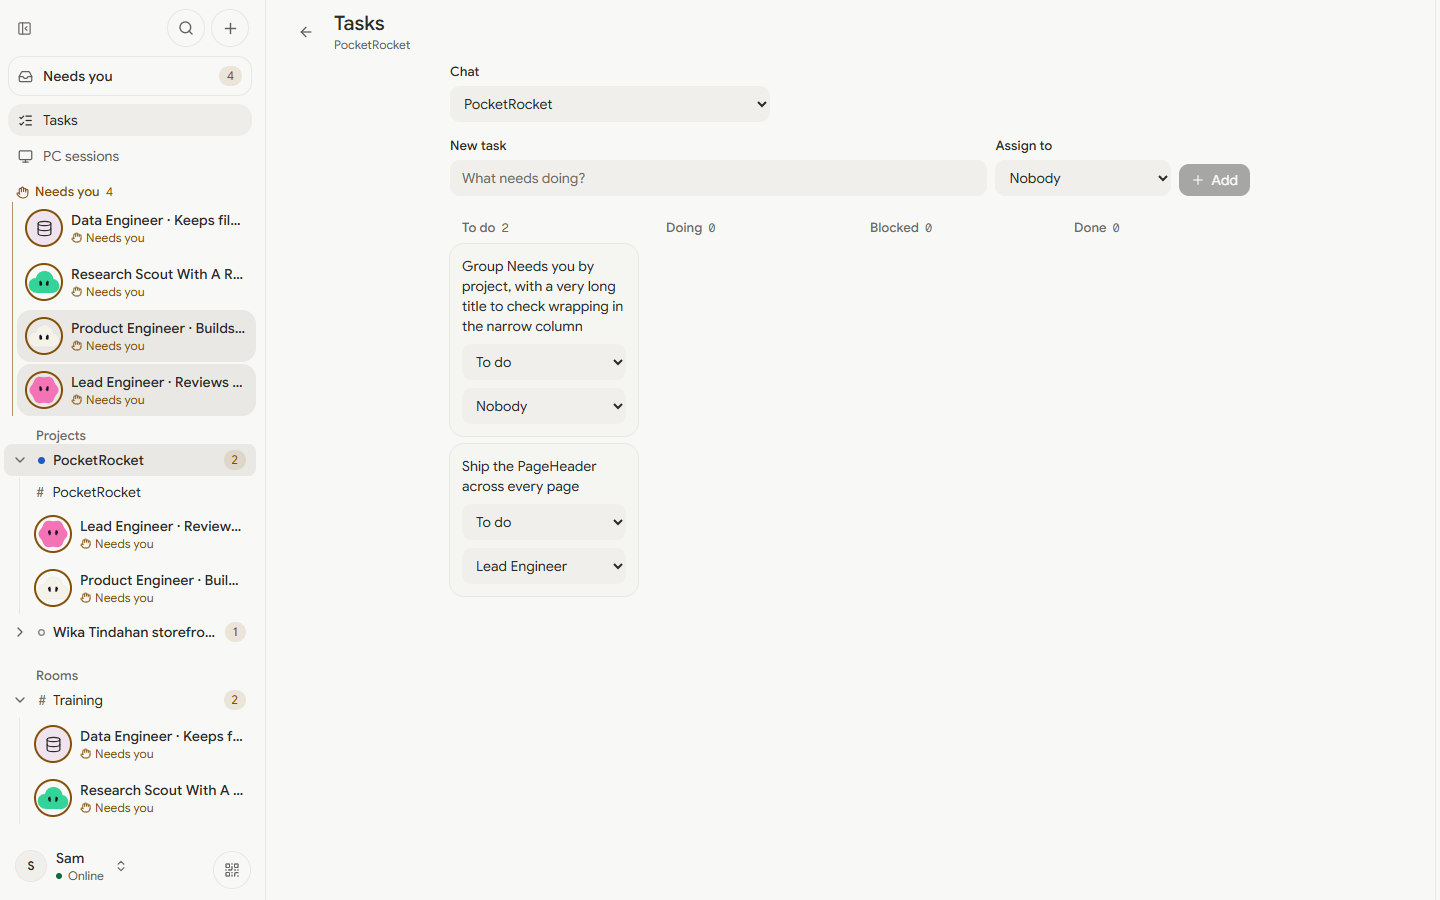 Needs you 4
Tasks
PC sessions
Needs you 4
Data Engineer · Keeps fil...
Needs you
Research Scout With A R...
Needs you
Product Engineer · Builds...
Needs you
Lead Engineer · Reviews ...
Needs you
Projects
PocketRocket 2
# PocketRocket
Lead Engineer · Review...
Needs you
Product Engineer · Buil...
Needs you
Wika Tindahan storefro... 1
Rooms
# Training 2
Data Engineer · Keeps f...
Needs you
Research Scout With A ...
Needs you
S
Sam
Online
Tasks
PocketRocket
Chat
PocketRocket
New task
What needs doing?
Assign to
Nobody
+ Add
To do 2
Doing 0
Blocked 0
Done 0
Group Needs you by
project, with a very long
title to check wrapping in
the narrow column
To do
Nobody
Ship the PageHeader
across every page
To do
Lead Engineer